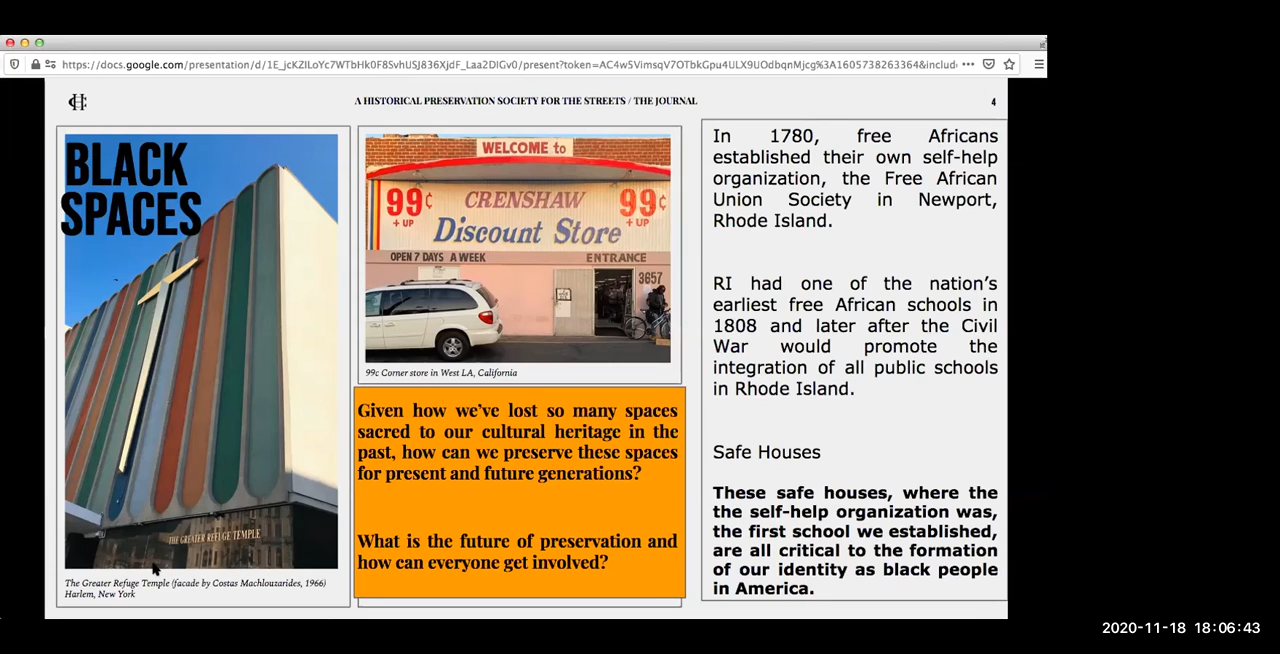 https://docs.google.com/presentation/d/1E_jcKZILoYc7WTbHk0F8SvhUSJ836XjdF_Laa2DIGv0/present?token=AC4w5VimsqV7OTbkGpu4ULX9UOdbqnMjcg%3A1605738263364&includ
A HISTORICAL PRESERVATION SOCIETY FOR THE STREETS / THE JOURNAL
4
BLACK
SPACES
THE GREATER REFUGE TEMPLE
The Greater Refuge Temple (facade by Costas Machlouzarides, 1966)
Harlem, New York
WELCOME to
99¢ CRENSHAW 99¢
+ UP Discount Store + UP
OPEN 7 DAYS A WEEK ENTRANCE
3657
99c Corner store in West LA, California
Given how we've lost so many spaces
sacred to our cultural heritage in the
past, how can we preserve these spaces
for present and future generations?
What is the future of preservation and
how can everyone get involved?
In 1780, free Africans
established their own self-help
organization, the Free African
Union Society in Newport,
Rhode Island.
RI had one of the nation's
earliest free African schools in
1808 and later after the Civil
War would promote the
integration of all public schools
in Rhode Island.
Safe Houses
These safe houses, where the
the self-help organization was,
the first school we established,
are all critical to the formation
of our identity as black people
in America.
2020-11-18 18:06:43